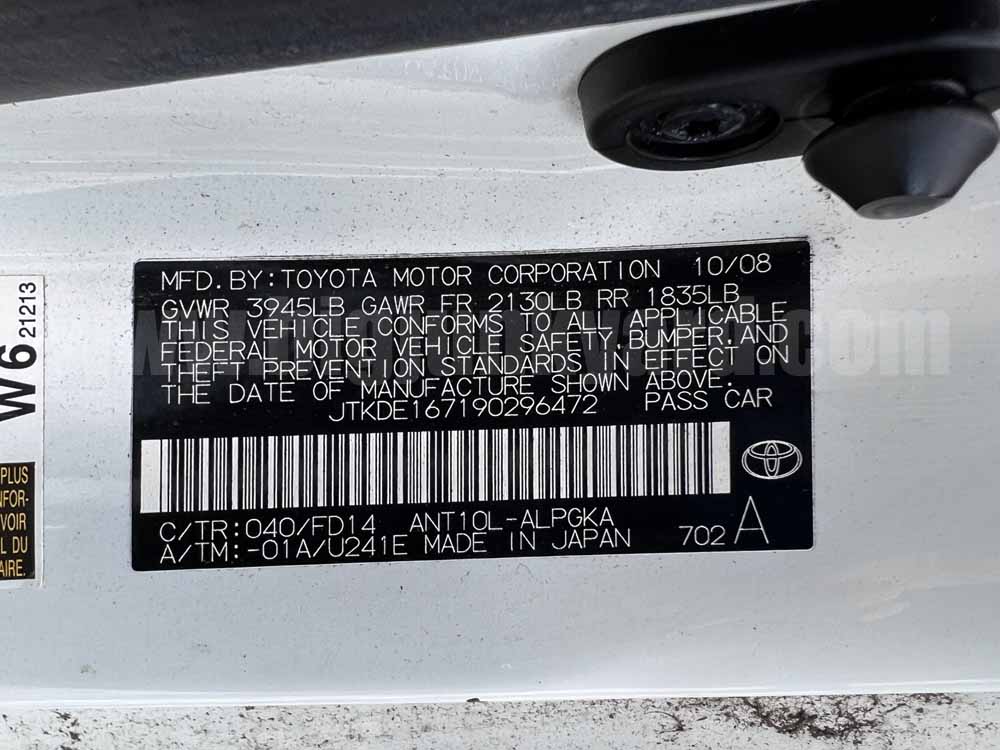 MFD.BY:TOYOTA MOTOR CORPORATION 10/08
GVWR 3945LB GAWR FR 2130LB RR 1835LB
THIS VEHICLE CONFORMS TO ALL APPLICABLE
FEDERAL MOTOR VEHICLE SAFETY,BUMPER,AND
THEFT PREVENTION STANDARDS IN EFFECT ON
THE DATE OF MANUFACTURE SHOWN ABOVE.
JTKDE167190296472 PASS CAR
C/TR:040/FD14 ANT10L-ALPGKA
A/TM:-01A/U241E MADE IN JAPAN
702 A
W6
21213
PLUS
NFOR-
VOIR
L DU
AIRE.